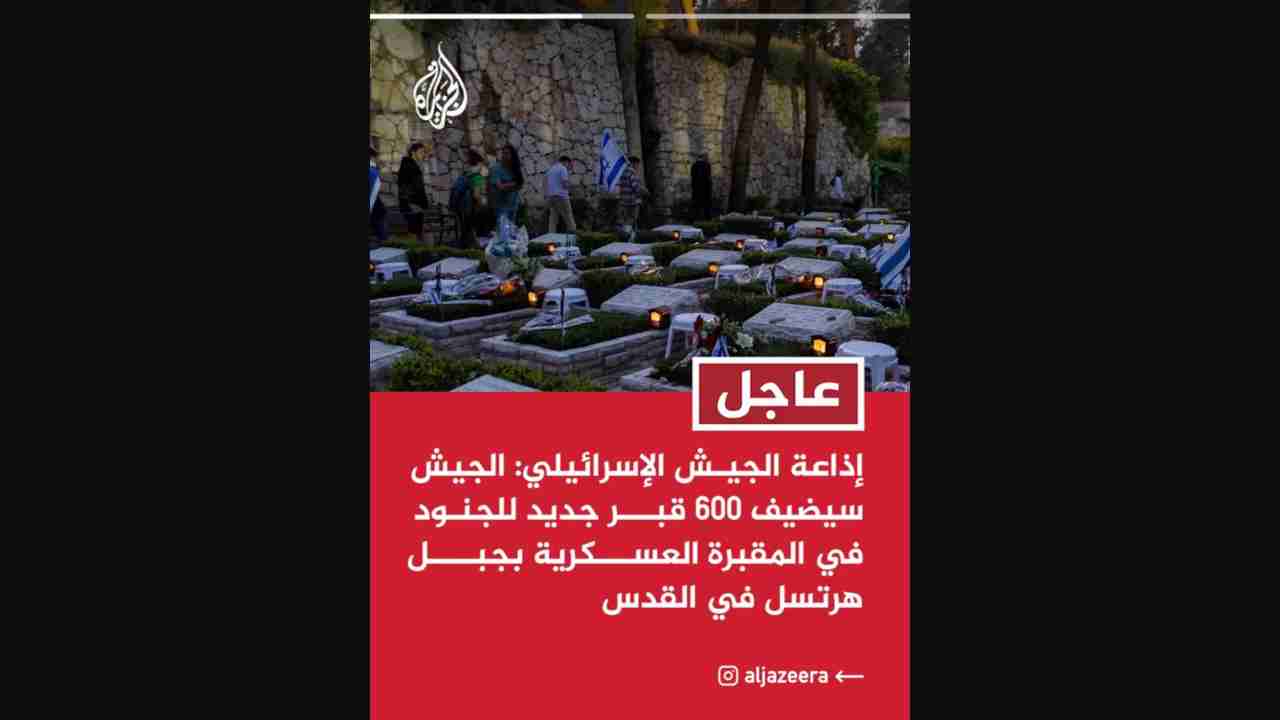 الجزيرة
عاجل
إذاعة الجيش الإسرائيلي: الجيش
سيضيف 600 قبر جديد للجنود
في المقبرة العسكرية بجبل
هرتسل في القدس
aljazeera